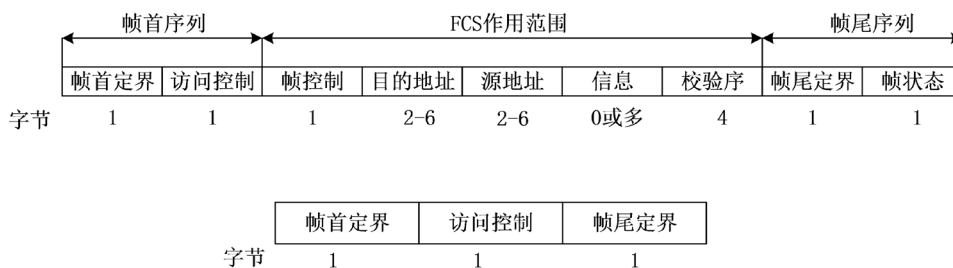 帧首序列 FCS作用范围 帧尾序列
帧首定界 访问控制 帧控制 目的地址 源地址 信息 校验序 帧尾定界 帧状态
字节 1 1 1 2-6 2-6 0或多 4 1 1
帧首定界 访问控制 帧尾定界
字节 1 1 1